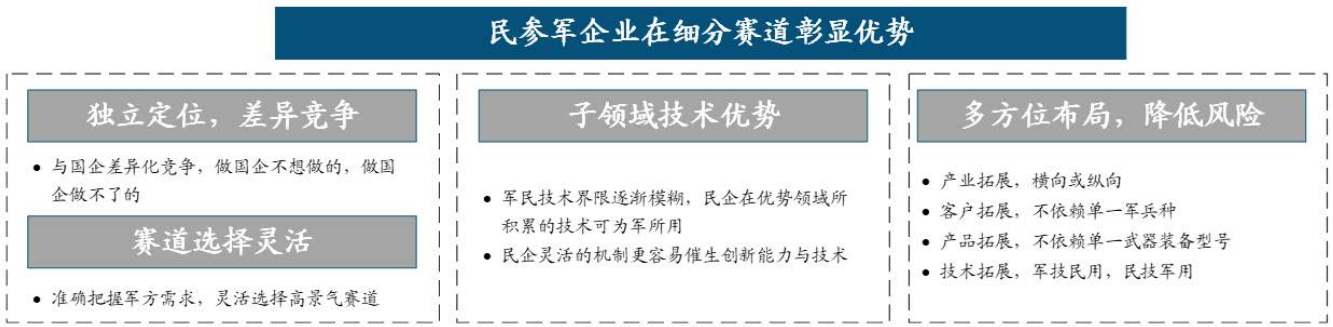 民参军企业在细分赛道彰显优势
独立定位，差异竞争
• 与国企差异化竞争，做国企不想做的，做国
企做不了的
赛道选择灵活
• 准确把握军方需求，灵活选择高景气赛道
子领域技术优势
• 军民技术界限逐渐模糊，民企在优势领域所
积累的技术可为军所用
• 民企灵活的机制更容易催生创新能力与技术
多方位布局，降低风险
• 产业拓展，横向或纵向
• 客户拓展，不依赖单一军兵种
• 产品拓展，不依赖单一武器装备型号
• 技术拓展，军技民用，民技军用